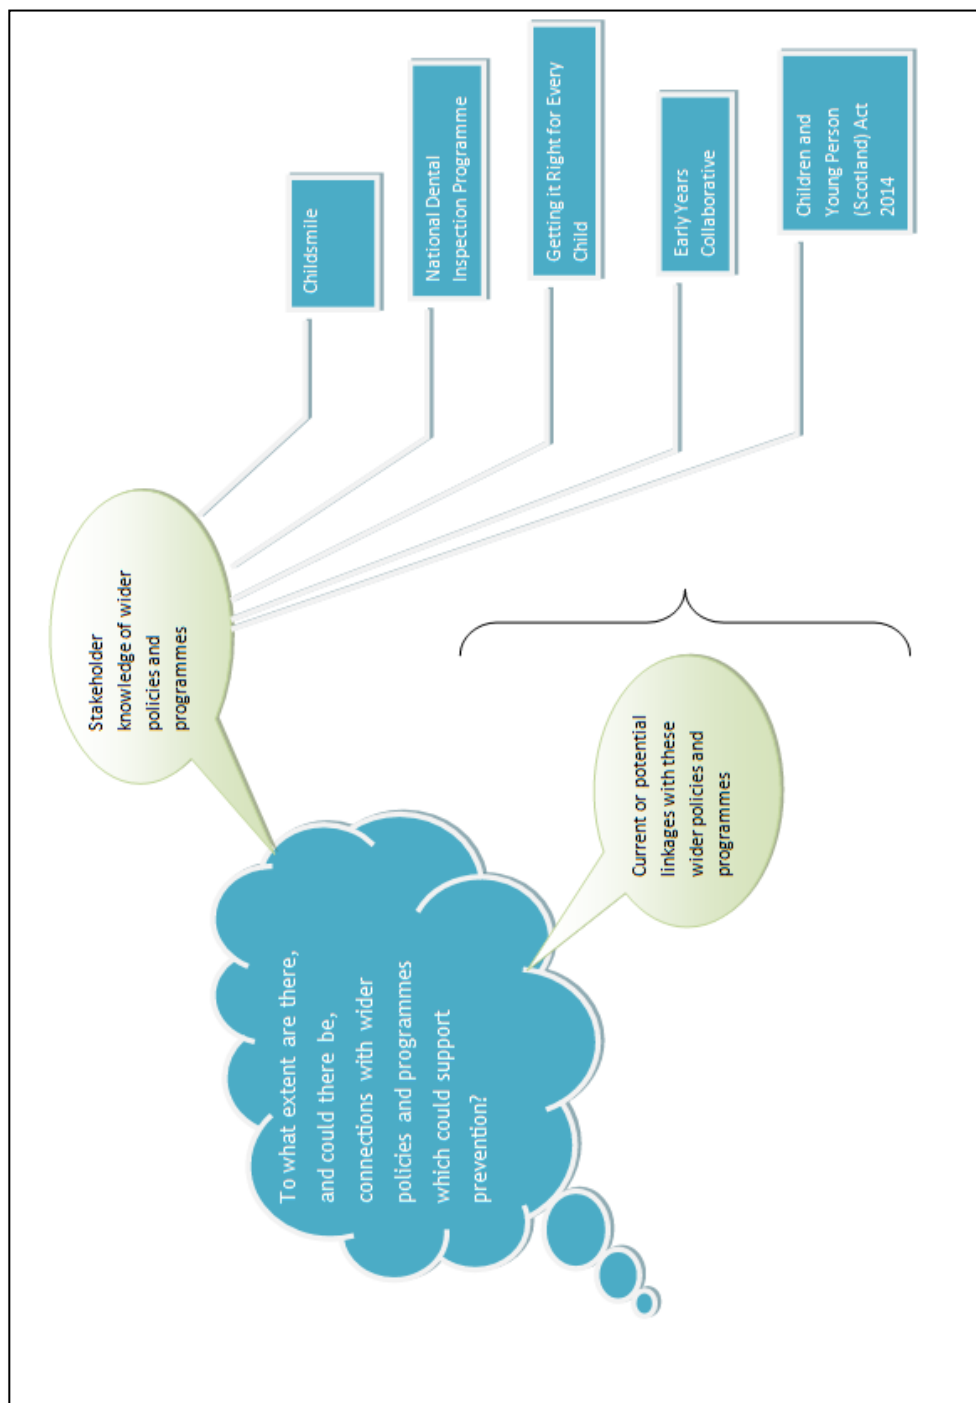 To what extent are there,
and could there be,
connections with wider
policies and programmes
which could support
prevention?
Stakeholder
knowledge of wider
policies and
programmes
Childsmile
National Dental
Inspection Programme
Getting it Right for Every
Child
Early Years
Collaborative
Children and
Young Person
(Scotland) Act
2014
Current or potential
linkages with these
wider policies and
programmes